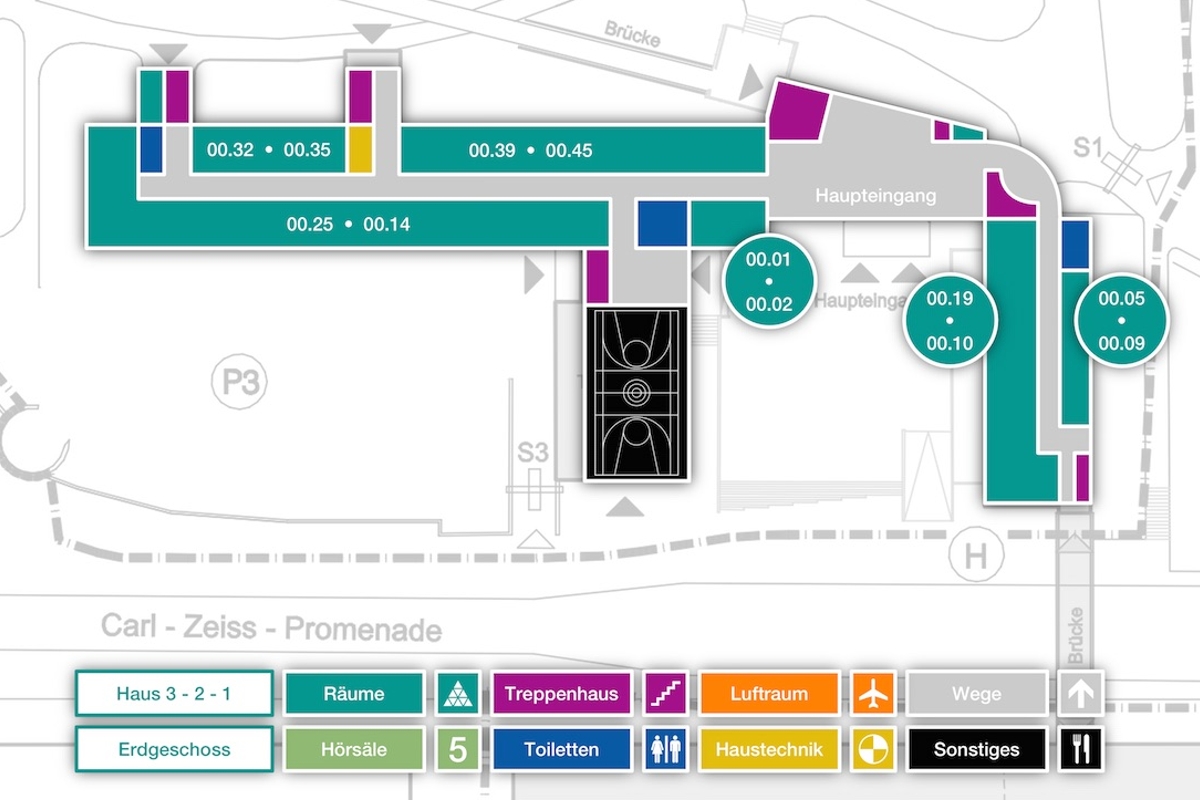 Brücke
S1
00.32 • 00.35
00.39 • 00.45
Haupteingang
00.25 • 00.14
00.01
•
00.02
Haupteinga
00.19
•
00.10
00.05
•
00.09
P3
S3
H
Carl - Zeiss - Promenade
Brücke
Haus 3 - 2 - 1
Räume
Treppenhaus
Luftraum
Wege
Erdgeschoss
Hörsäle
5
Toiletten
Haustechnik
Sonstiges